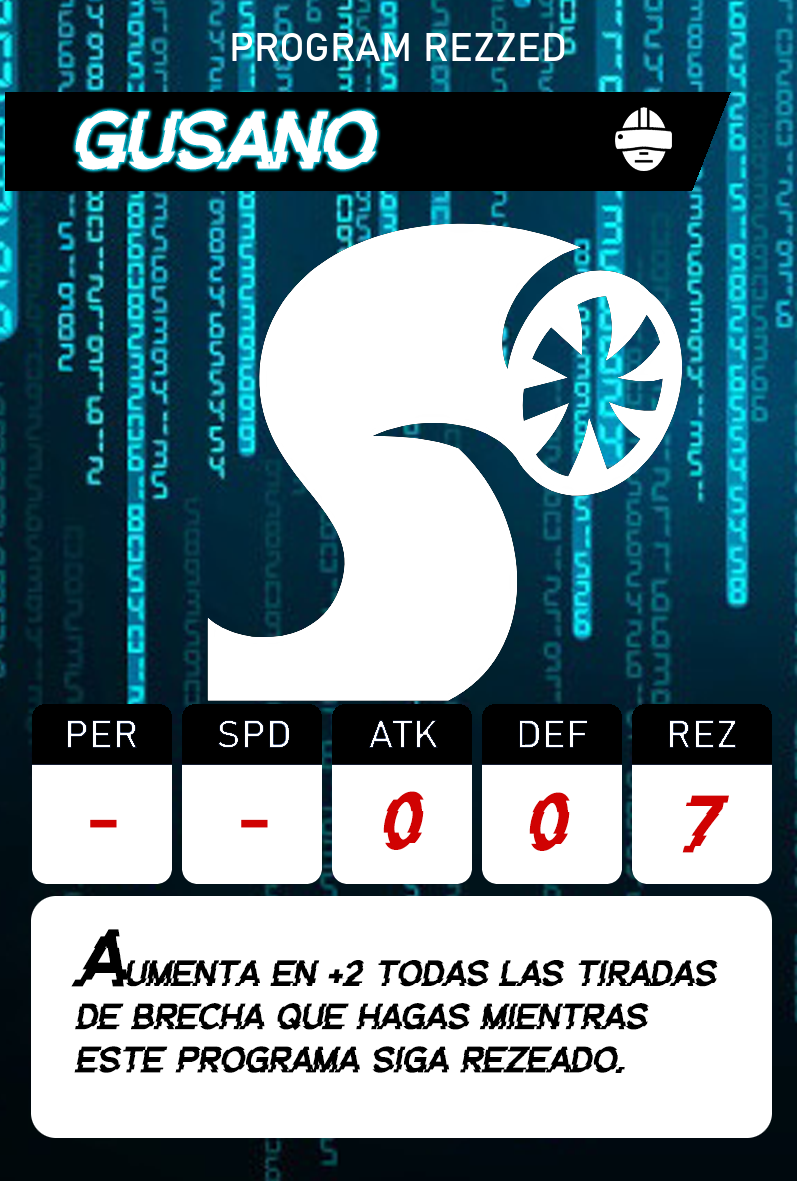 PROGRAM REZZED
GUSANO
PER SPD ATK DEF REZ
- - 0 0 7
AUMENTA EN +2 TODAS LAS TIRADAS
DE BRECHA QUE HAGAS MIENTRAS
ESTE PROGRAMA SIGA REZEADO.